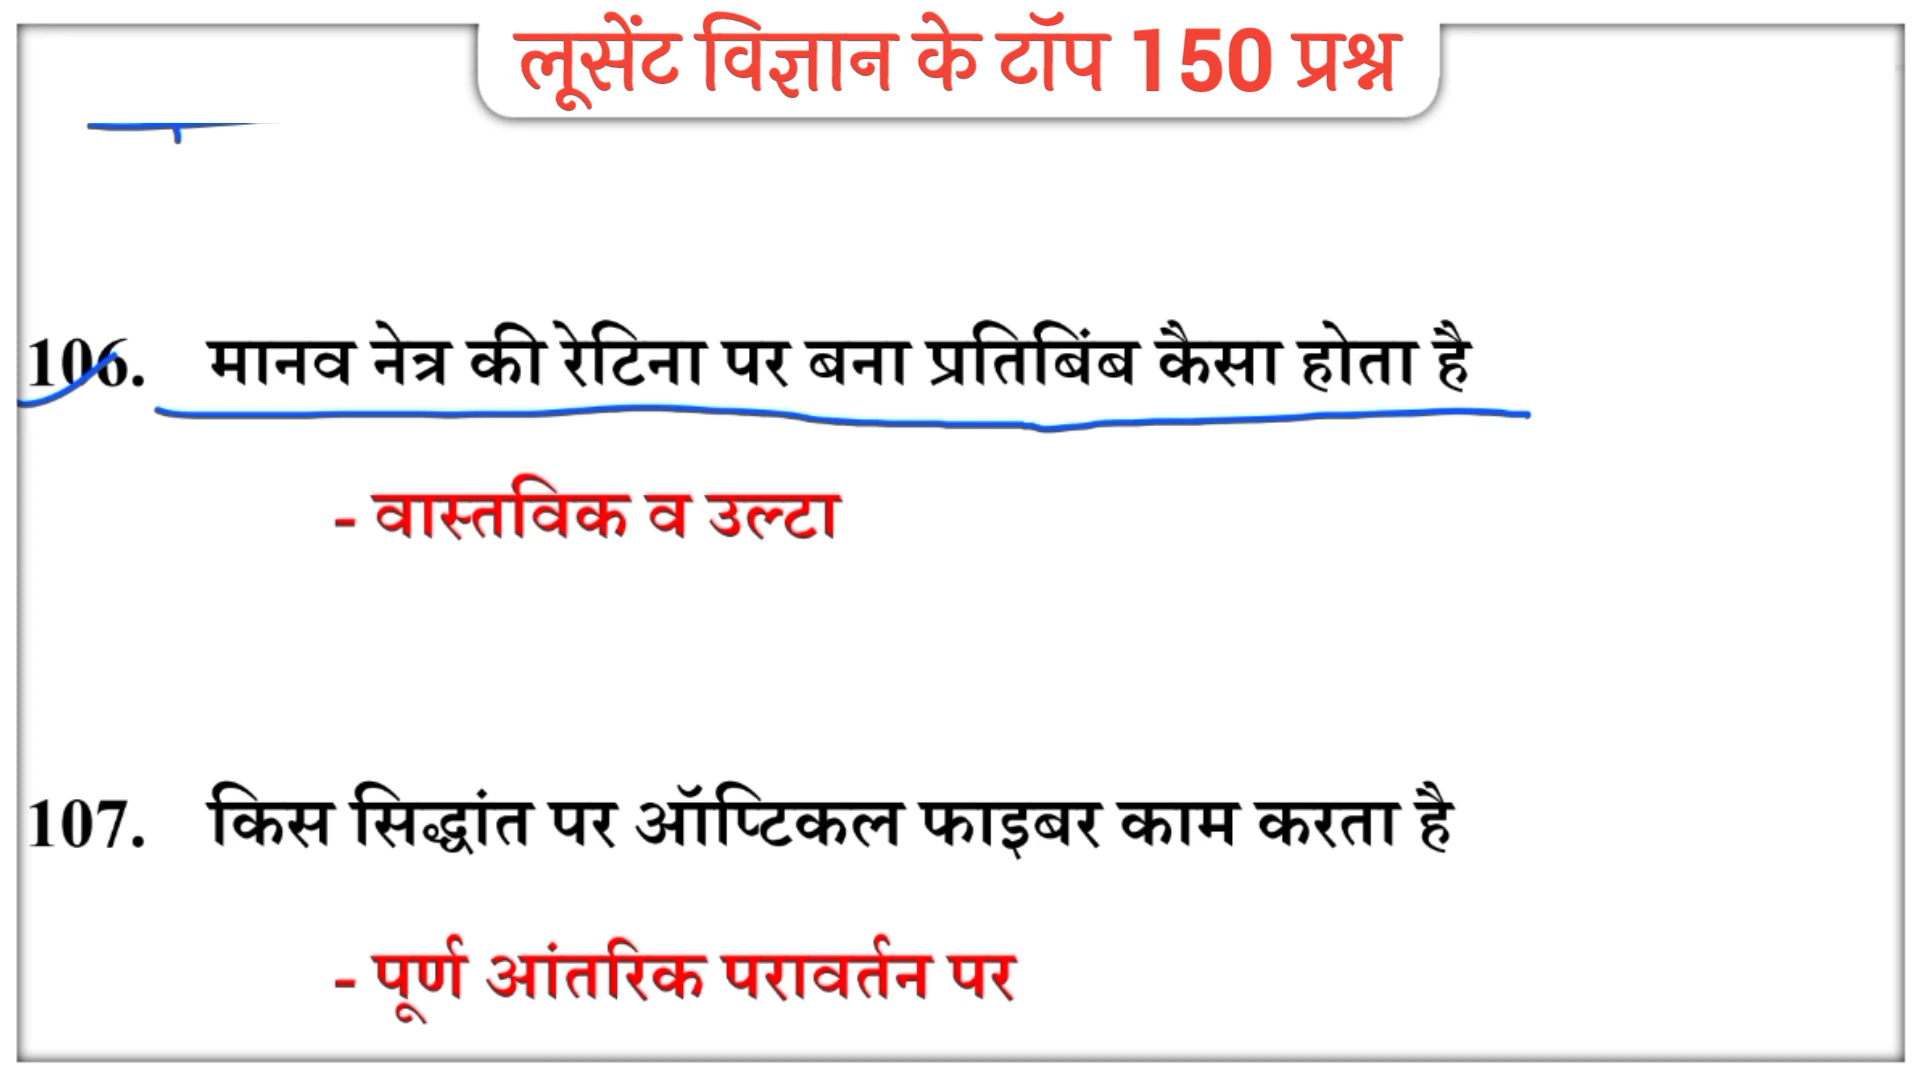 लूसेंट विज्ञान के टॉप 150 प्रश्न
106. मानव नेत्र की रेटिना पर बना प्रतिबिंब कैसा होता है
- वास्तविक व उल्टा
107. किस सिद्धांत पर ऑप्टिकल फाइबर काम करता है
- पूर्ण आंतरिक परावर्तन पर